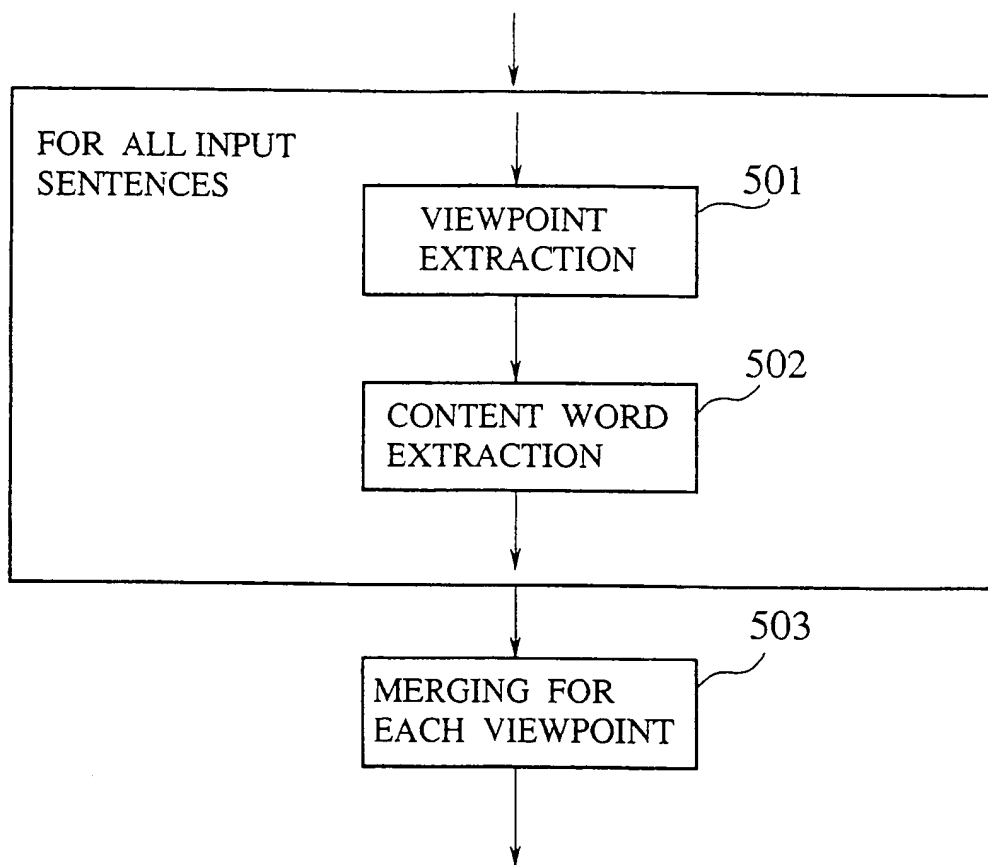 FOR ALL INPUT
SENTENCES
501
VIEWPOINT
EXTRACTION
502
CONTENT WORD
EXTRACTION
503
MERGING FOR
EACH VIEWPOINT